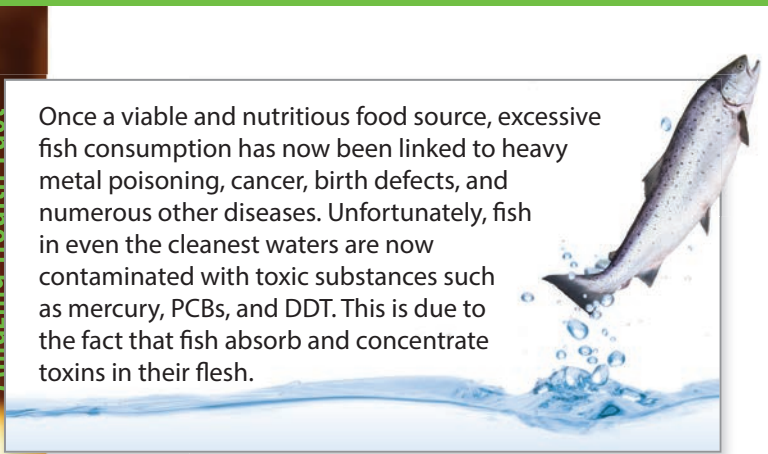 Once a viable and nutritious food source, excessive
fish consumption has now been linked to heavy
metal poisoning, cancer, birth defects, and
numerous other diseases. Unfortunately, fish
in even the cleanest waters are now
contaminated with toxic substances such
as mercury, PCBs, and DDT. This is due to
the fact that fish absorb and concentrate
toxins in their flesh.